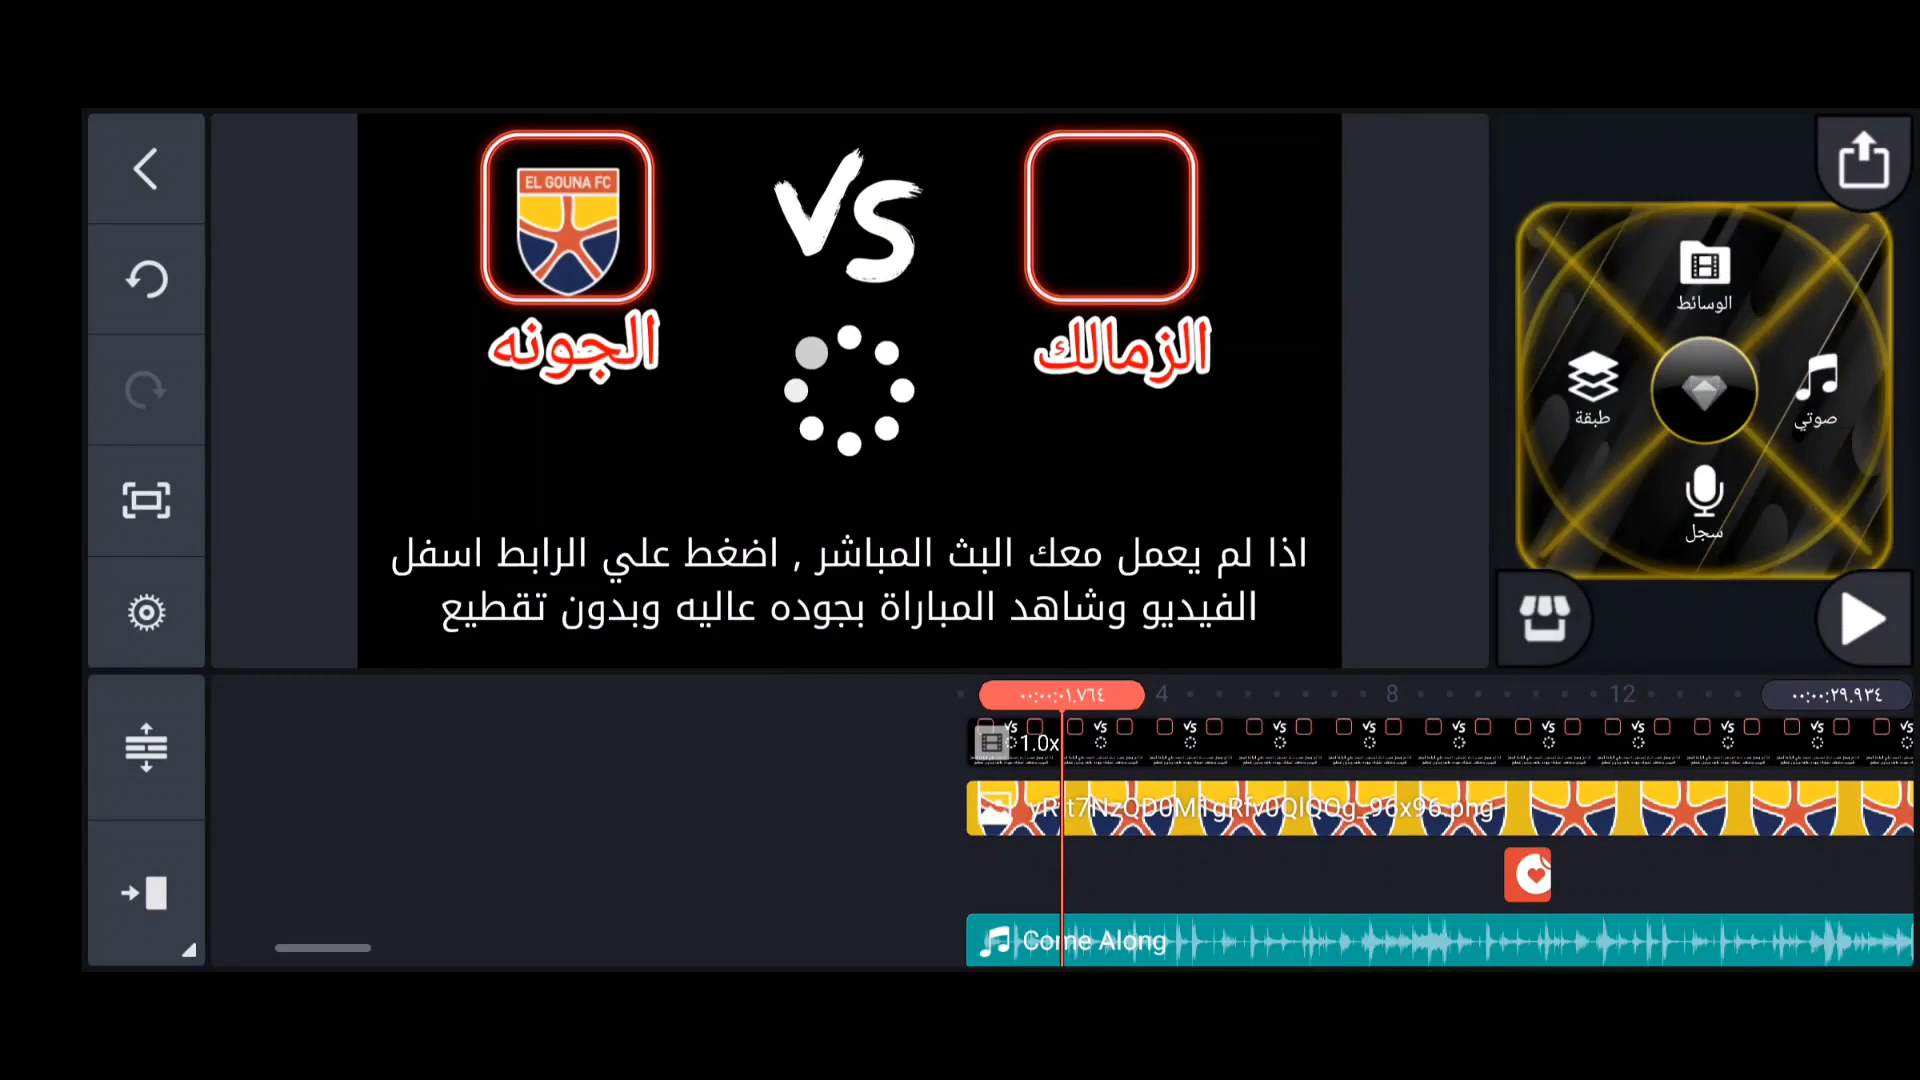 EL GOUNA FC
VS
الجونه
الزمالك
اذا لم يعمل معك البث المباشر , اضغط علي الرابط اسفل
الفيديو وشاهد المباراة بجوده عاليه وبدون تقطيع
الوسائط
طبقة
صوتي
سجل
٠٠:٠٠:٠١.٧٦٤
4
8
12
٠٠:٠٠:٢٩.٩٣٤
1.0x
Come Along